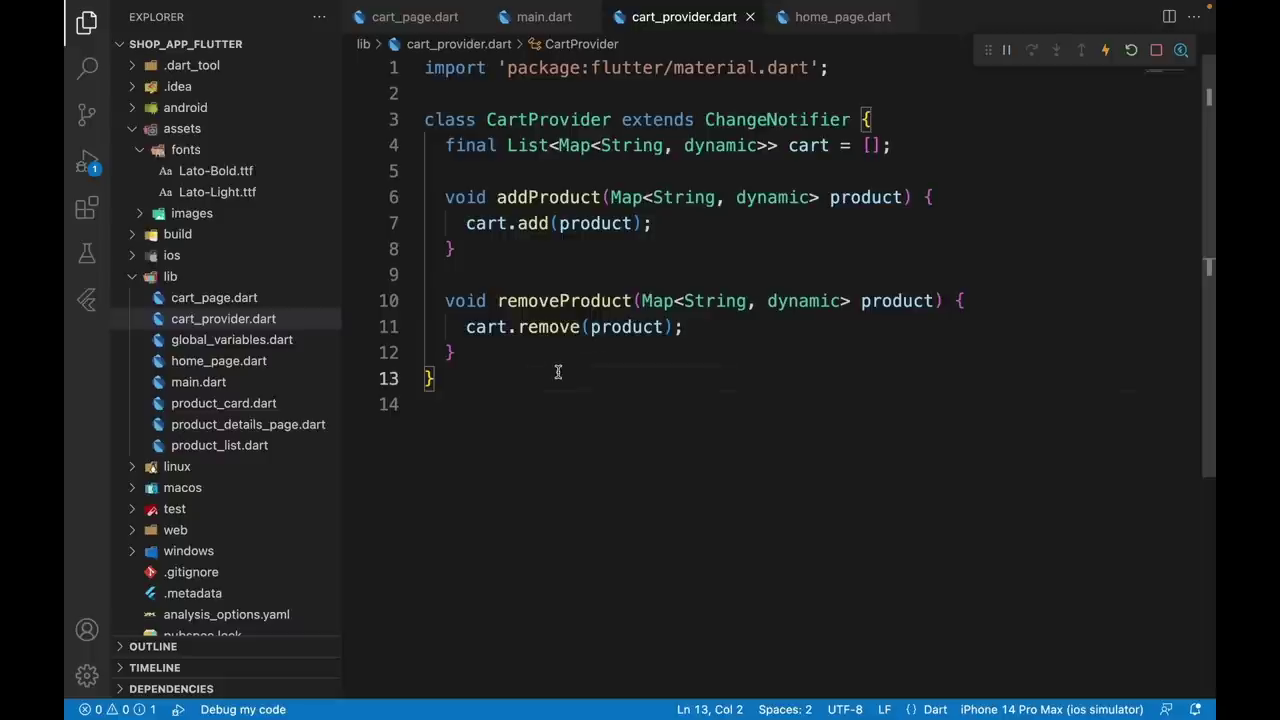 EXPLORER
SHOP_APP_FLUTTER
.dart_tool
.idea
android
assets
fonts
Lato-Bold.ttf
Lato-Light.ttf
images
build
ios
lib
cart_page.dart
cart_provider.dart
global_variables.dart
home_page.dart
main.dart
product_card.dart
product_details_page.dart
product_list.dart
linux
macos
test
web
windows
.gitignore
.metadata
analysis_options.yaml
pubspec.lock
OUTLINE
TIMELINE
DEPENDENCIES
1
cart_page.dart main.dart cart_provider.dart home_page.dart
lib > cart_provider.dart > CartProvider
1 import 'package:flutter/material.dart';
2
3 class CartProvider extends ChangeNotifier {
4 final List<Map<String, dynamic>> cart = [];
5
6 void addProduct(Map<String, dynamic> product) {
7 cart.add(product);
8 }
9
10 void removeProduct(Map<String, dynamic> product) {
11 cart.remove(product);
12 }
13 }
14
0 0 1 Debug my code Ln 13, Col 2 Spaces: 2 UTF-8 LF {} Dart iPhone 14 Pro Max (ios simulator)